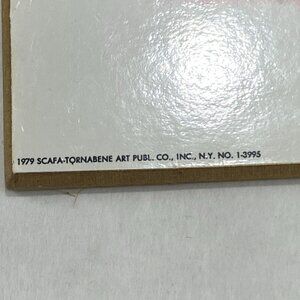 1979 SCAFA-TORNABENE ART PUBL. CO., INC., N.Y. NO. 1-3995